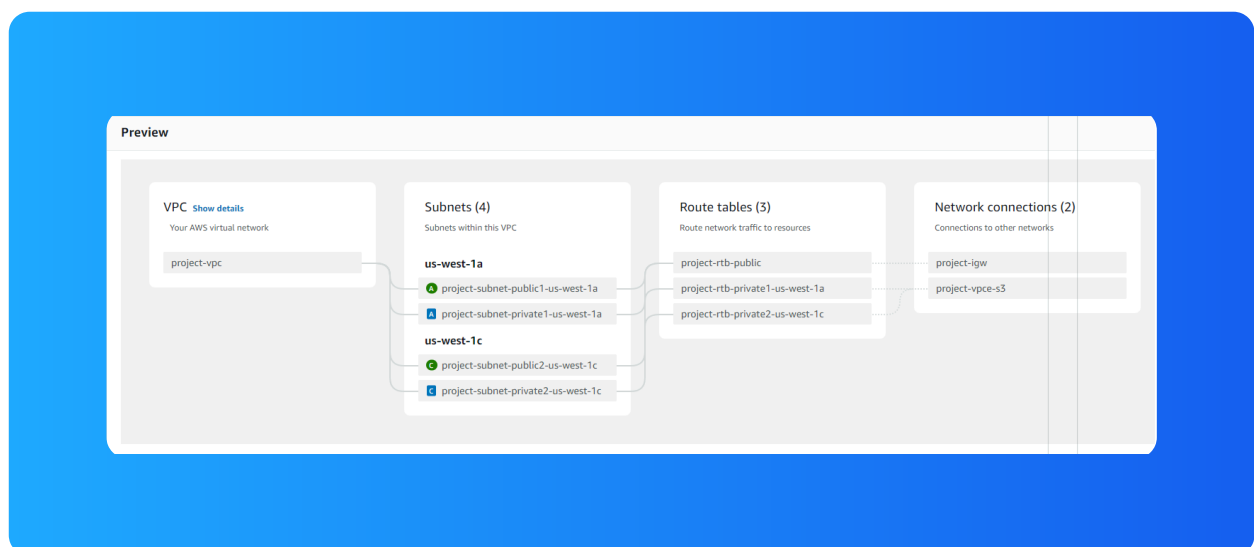 Preview
VPC Show details
Your AWS virtual network
project-vpc
Subnets (4)
Subnets within this VPC
us-west-1a
A project-subnet-public1-us-west-1a
A project-subnet-private1-us-west-1a
us-west-1c
C project-subnet-public2-us-west-1c
C project-subnet-private2-us-west-1c
Route tables (3)
Route network traffic to resources
project-rtb-public
project-rtb-private1-us-west-1a
project-rtb-private2-us-west-1c
Network connections (2)
Connections to other networks
project-igw
project-vpce-s3